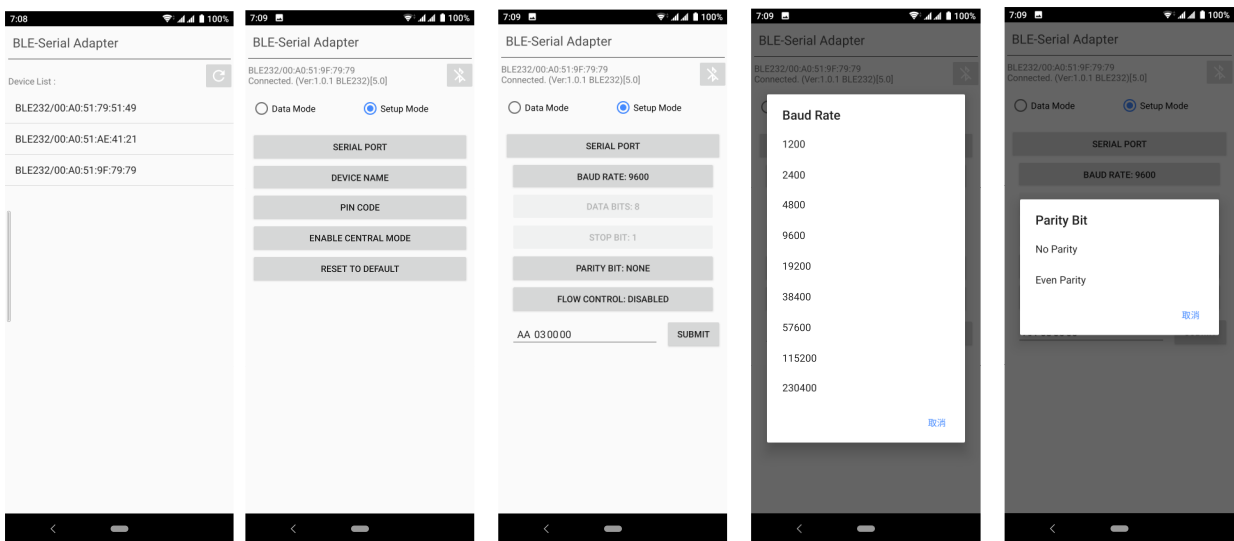 7:08
100%
BLE-Serial Adapter
Device List :
BLE232/00:A0:51:79:51:49
BLE232/00:A0:51:AE:41:21
BLE232/00:A0:51:9F:79:79
7:09
100%
BLE-Serial Adapter
BLE232/00:A0:51:9F:79:79
Connected. (Ver:1.0.1 BLE232)[5.0]
Data Mode
Setup Mode
SERIAL PORT
DEVICE NAME
PIN CODE
ENABLE CENTRAL MODE
RESET TO DEFAULT
7:09
100%
BLE-Serial Adapter
BLE232/00:A0:51:9F:79:79
Connected. (Ver:1.0.1 BLE232)[5.0]
Data Mode
Setup Mode
SERIAL PORT
BAUD RATE: 9600
DATA BITS: 8
STOP BIT: 1
PARITY BIT: NONE
FLOW CONTROL: DISABLED
AA 030000
SUBMIT
7:09
100%
BLE-Serial Adapter
BLE232/00:A0:51:9F:79:79
Connected. (Ver:1.0.1 BLE232)[5.0]
Baud Rate
1200
2400
4800
9600
19200
38400
57600
115200
230400
取消
7:09
100%
BLE-Serial Adapter
BLE232/00:A0:51:9F:79:79
Connected. (Ver:1.0.1 BLE232)[5.0]
Data Mode
Setup Mode
SERIAL PORT
BAUD RATE: 9600
Parity Bit
No Parity
Even Parity
取消